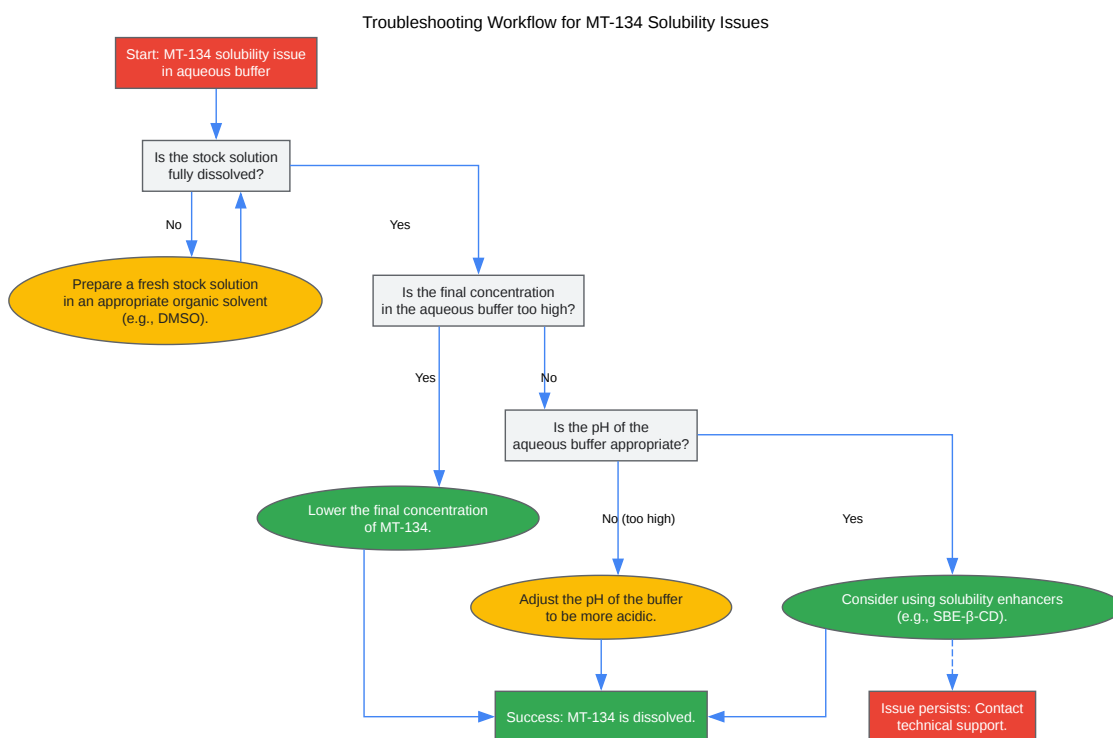 Troubleshooting Workflow for MT-134 Solubility Issues
Start: MT-134 solubility issue
in aqueous buffer
Is the stock solution
fully dissolved?
No
Yes
Prepare a fresh stock solution
in an appropriate organic solvent
(e.g., DMSO).
Is the final concentration
in the aqueous buffer too high?
Yes
No
Is the pH of the
aqueous buffer appropriate?
Lower the final concentration
of MT-134.
No (too high)
Yes
Adjust the pH of the buffer
to be more acidic.
Consider using solubility enhancers
(e.g., SBE-β-CD).
Success: MT-134 is dissolved.
Issue persists: Contact
technical support.